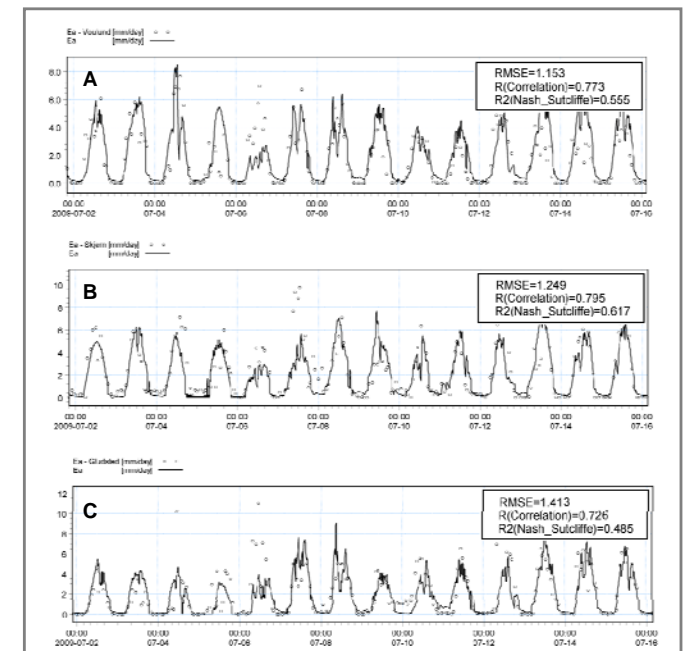 Ea - Voulund [mm/day]
Ea [mm/day]
A
RMSE=1.153
R(Correlation)=0.773
R2(Nash_Sutcliffe)=0.555
8.0
6.0
4.0
2.0
0.0
00:00 00:00 00:00 00:00 00:00 00:00 00:00 00:00
2009-07-02 07-04 07-06 07-08 07-10 07-12 07-14 07-16
Ea - Skjern [mm/day]
Ea [mm/day]
B
RMSE=1.249
R(Correlation)=0.795
R2(Nash_Sutcliffe)=0.617
10
8
6
4
2
0
00:00 00:00 00:00 00:00 00:00 00:00 00:00 00:00
2009-07-02 07-04 07-06 07-08 07-10 07-12 07-14 07-16
Ea - Gludsted [mm/day]
Ea [mm/day]
C
RMSE=1.413
R(Correlation)=0.726
R2(Nash_Sutcliffe)=0.485
12
10
8
6
4
2
0
00:00 00:00 00:00 00:00 00:00 00:00 00:00 00:00
2009-07-02 07-04 07-06 07-08 07-10 07-12 07-14 07-16